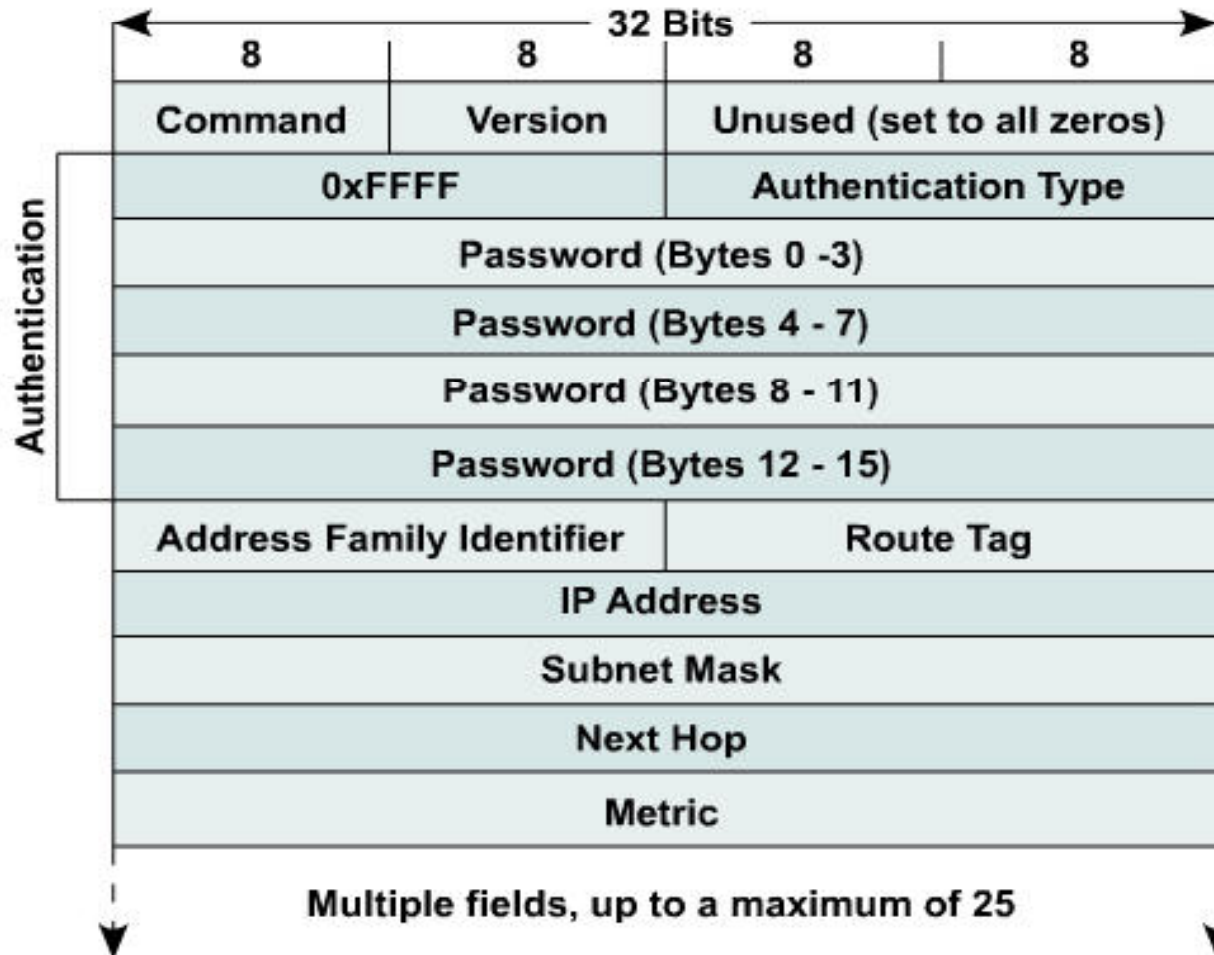 32 Bits
8 8 8 8
Command Version Unused (set to all zeros)
0xFFFF Authentication Type
Password (Bytes 0 -3)
Password (Bytes 4 - 7)
Password (Bytes 8 - 11)
Password (Bytes 12 - 15)
Authentication
Address Family Identifier Route Tag
IP Address
Subnet Mask
Next Hop
Metric
Multiple fields, up to a maximum of 25